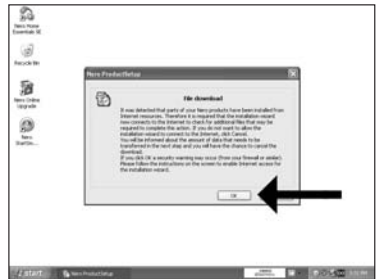 Nero Home
Essentials SE
Recycle Bin
Nero Online
Upgrade
Nero
StartSm...
Nero ProductSetup
File download
It was detected that parts of your Nero products have been installed from
Internet resources. Therefore it is required that the installation wizard
now connects to the Internet to check for additional files that may be
required to complete this action. If you do not want to allow the
installation wizard to connect to the Internet, click Cancel.
You will be informed about the amount of data that needs to be
transferred in the next step and you will have the chance to cancel the
download.
If you click OK a security warning may occur (from your firewall or similar).
Please follow the instructions on the screen to enable Internet access for
the installation wizard.
OK
start
Nero ProductSetup